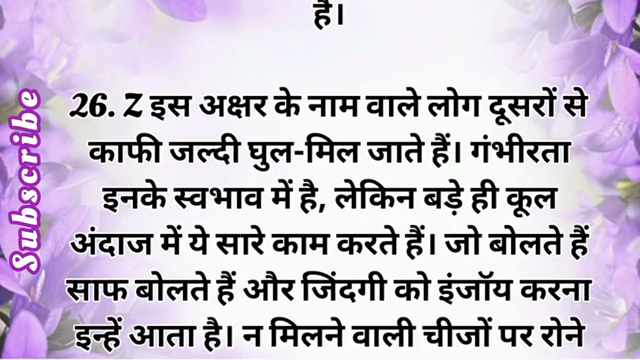 है।
26. Z इस अक्षर के नाम वाले लोग दूसरों से
काफी जल्दी घुल-मिल जाते हैं। गंभीरता
इनके स्वभाव में है, लेकिन बड़े ही कूल
अंदाज में ये सारे काम करते हैं। जो बोलते हैं
साफ बोलते हैं और जिंदगी को इंजॉय करना
इन्हें आता है। न मिलने वाली चीजों पर रोने
Subscribe